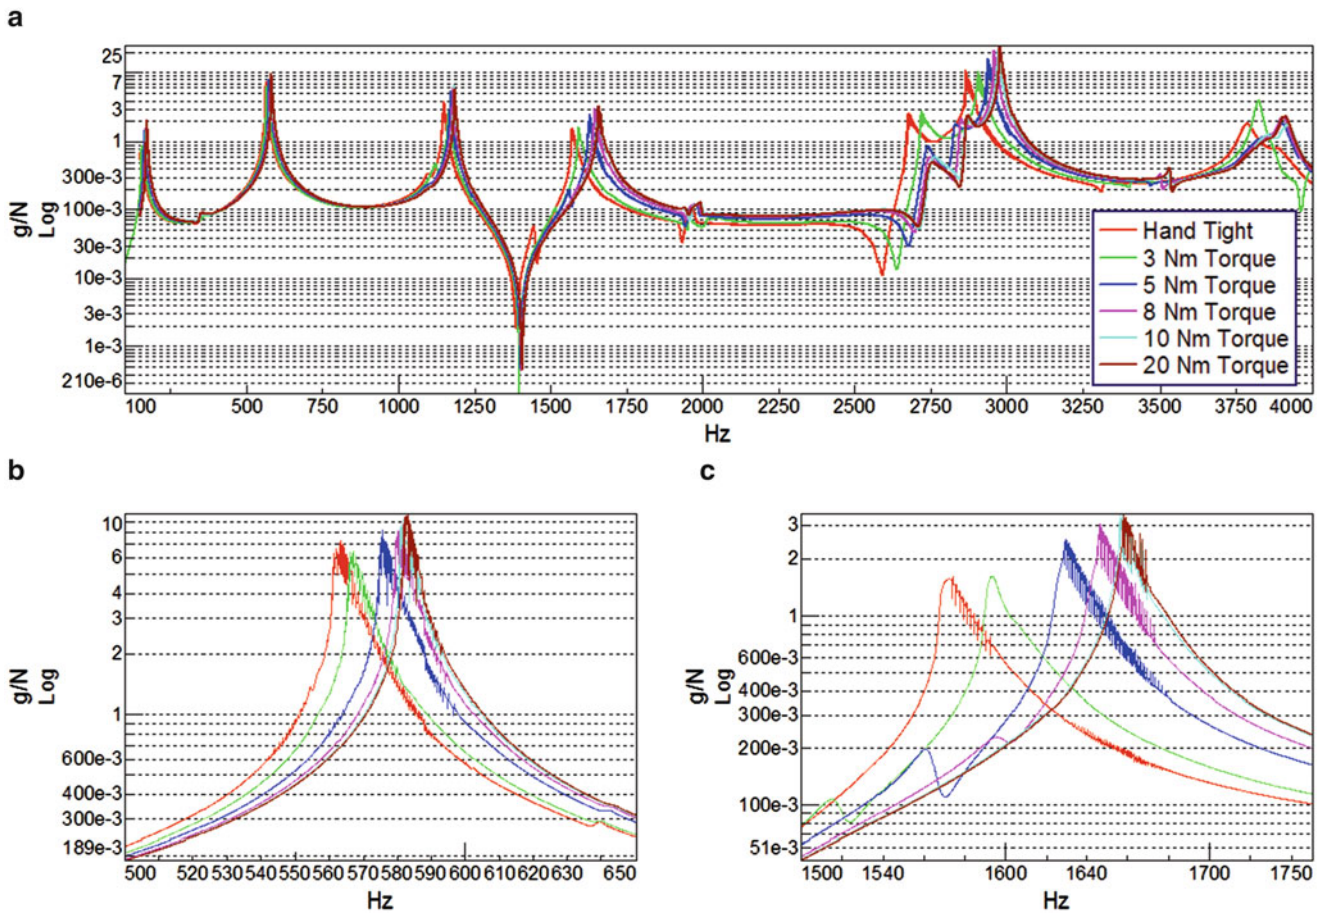 a
25
7
3
1
300e-3
100e-3
30e-3
10e-3
3e-3
1e-3
210e-6
g/N
Log
100 500 750 1000 1250 1500 1750 2000 2250 2500 2750 3000 3250 3500 3750 4000
Hz
Hand Tight
3 Nm Torque
5 Nm Torque
8 Nm Torque
10 Nm Torque
20 Nm Torque
b
10
6
4
3
2
1
600e-3
400e-3
300e-3
189e-3
g/N
Log
500 520 530 540 550 560 570 580 590 600 610 620 630 650
Hz
c
3
2
1
600e-3
400e-3
300e-3
200e-3
100e-3
51e-3
g/N
Log
1500 1540 1600 1640 1700 1750
Hz